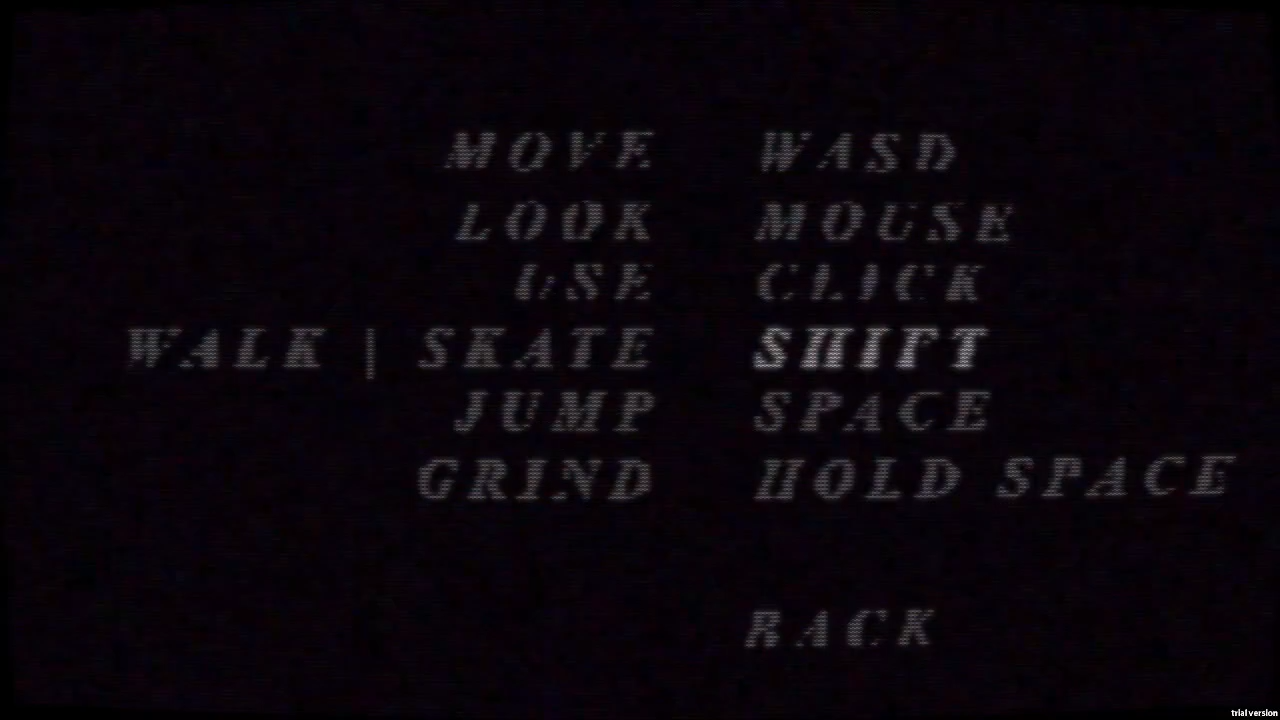 MOVE WASD
LOOK MOUSE
USE CLICK
WALK | SKATE SHIFT
JUMP SPACE
GRIND HOLD SPACE
BACK
trial version